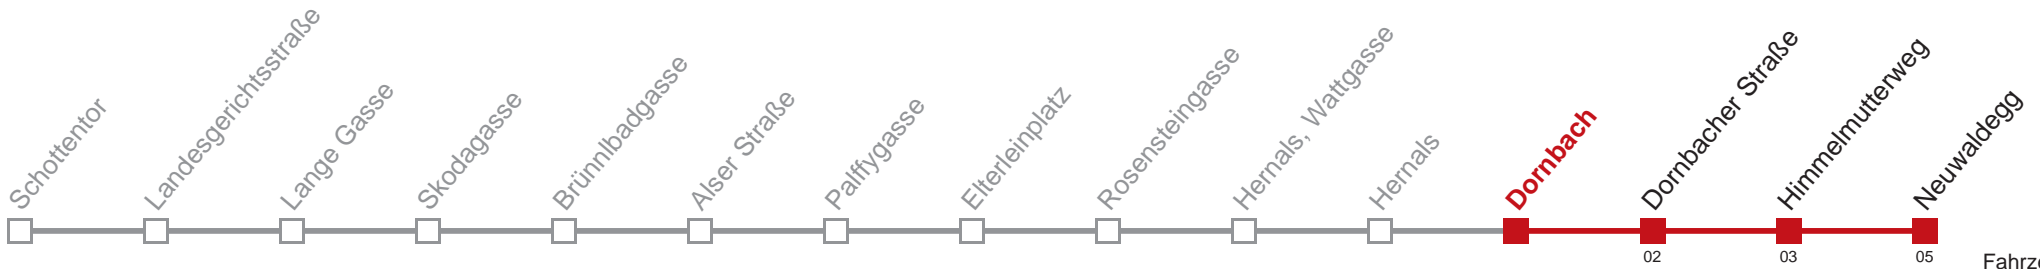 Schottentor
Landesgerichtsstraße
Lange Gasse
Skodagasse
Brünnlbadgasse
Alser Straße
Palffygasse
Elterleinplatz
Rosensteingasse
Hernals, Wattgasse
Hernals
Dornbach
Dornbacher Straße
Himmelmutterweg
Neuwaldegg
02
03
05